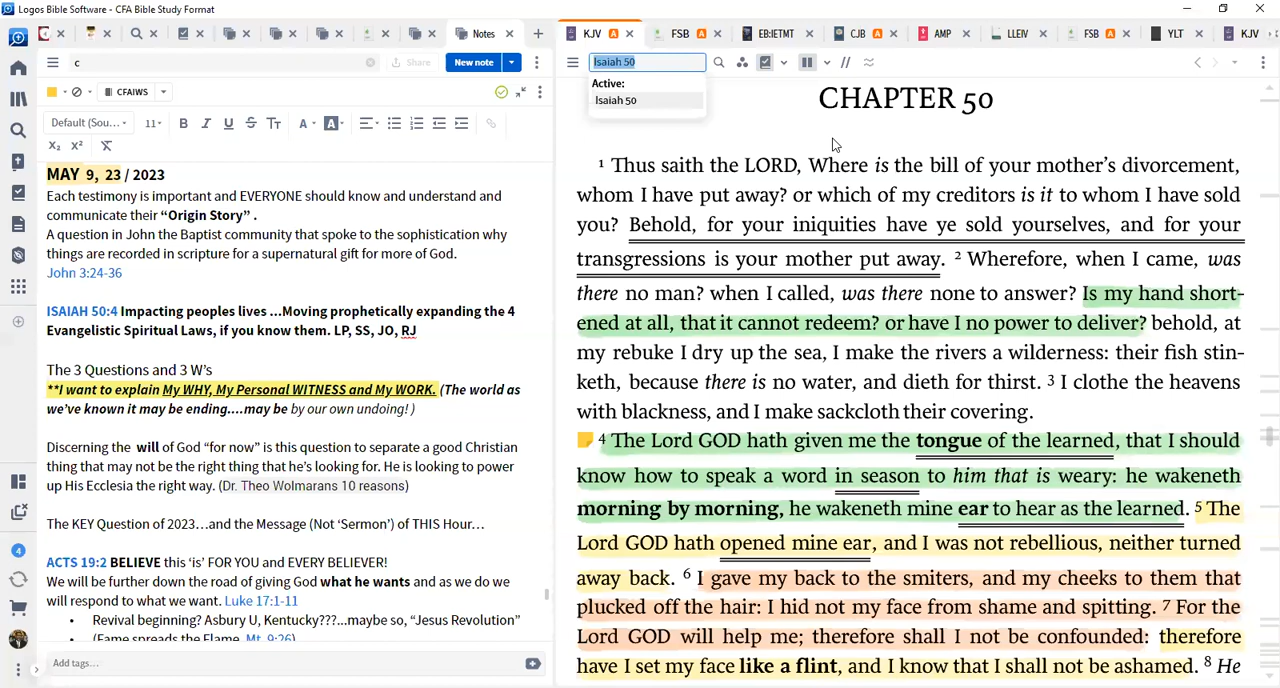 Logos Bible Software - CFA Bible Study Format
Notes
KJV A
FSB A
EB:IETMT
CJB A
AMP
LLEIV
FSB A
YLT
KJV
c
Share
New note
Isaiah 50
Active:
Isaiah 50
CFAIWS
Default (Sou...
11
B I U S TT A A
X₂ X²
MAY 9, 23 / 2023
Each testimony is important and EVERYONE should know and understand and
communicate their “Origin Story” .
A question in John the Baptist community that spoke to the sophistication why
things are recorded in scripture for a supernatural gift for more of God.
John 3:24-36
ISAIAH 50:4 Impacting peoples lives ...Moving prophetically expanding the 4
Evangelistic Spiritual Laws, if you know them. LP, SS, JO, RJ
The 3 Questions and 3 W’s
**I want to explain My WHY, My Personal WITNESS and My WORK. (The world as
we’ve known it may be ending....may be by our own undoing! )
Discerning the will of God “for now” is this question to separate a good Christian
thing that may not be the right thing that he’s looking for. He is looking to power
up His Ecclesia the right way. (Dr. Theo Wolmarans 10 reasons)
The KEY Question of 2023...and the Message (Not ‘Sermon’) of THIS Hour...
ACTS 19:2 BELIEVE this ‘is’ FOR YOU and EVERY BELIEVER!
We will be further down the road of giving God what he wants and as we do we
will respond to what we want. Luke 17:1-11
• Revival beginning? Asbury U, Kentucky???...maybe so, “Jesus Revolution”
(Fame spreads the Flame, Mt. 9:26)
Add tags...
4
CHAPTER 50
1 Thus saith the LORD, Where is the bill of your mother’s divorcement,
whom I have put away? or which of my creditors is it to whom I have sold
you? Behold, for your iniquities have ye sold yourselves, and for your
transgressions is your mother put away. 2 Wherefore, when I came, was
there no man? when I called, was there none to answer? Is my hand short-
ened at all, that it cannot redeem? or have I no power to deliver? behold, at
my rebuke I dry up the sea, I make the rivers a wilderness: their fish stin-
keth, because there is no water, and dieth for thirst. 3 I clothe the heavens
with blackness, and I make sackcloth their covering.
4 The Lord GOD hath given me the tongue of the learned, that I should
know how to speak a word in season to him that is weary: he wakeneth
morning by morning, he wakeneth mine ear to hear as the learned. 5 The
Lord GOD hath opened mine ear, and I was not rebellious, neither turned
away back. 6 I gave my back to the smiters, and my cheeks to them that
plucked off the hair: I hid not my face from shame and spitting. 7 For the
Lord GOD will help me; therefore shall I not be confounded: therefore
have I set my face like a flint, and I know that I shall not be ashamed. 8 He